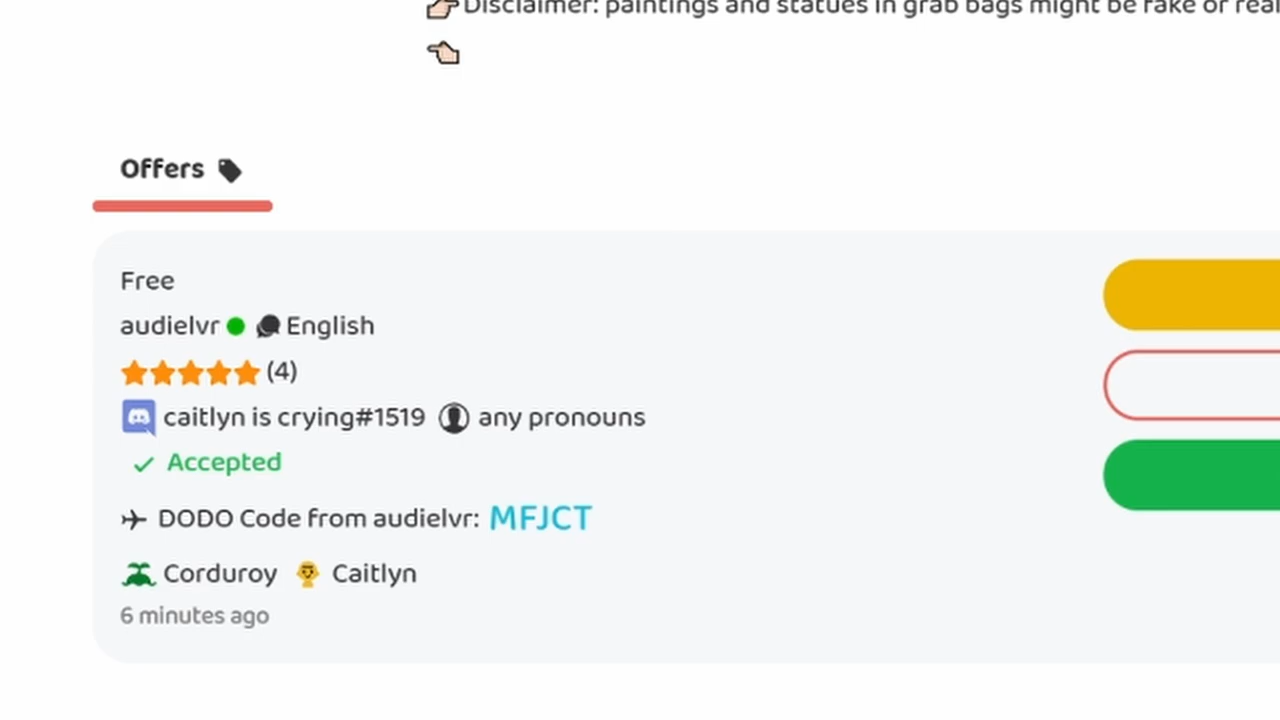 Disclaimer: paintings and statues in grab bags might be fake or real
Offers
Free
audielvr English
(4)
caitlyn is crying#1519 any pronouns
Accepted
DODO Code from audielvr: MFJCT
Corduroy Caitlyn
6 minutes ago